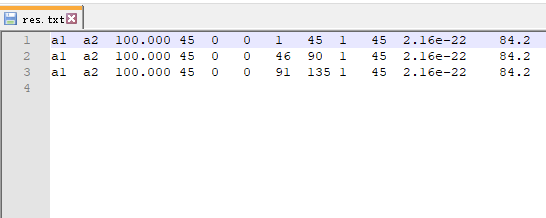 res.txt
1 a1 a2 100.000 45 0 0 1 45 1 45 2.16e-22 84.2
2 a1 a2 100.000 45 0 0 46 90 1 45 2.16e-22 84.2
3 a1 a2 100.000 45 0 0 91 135 1 45 2.16e-22 84.2
4